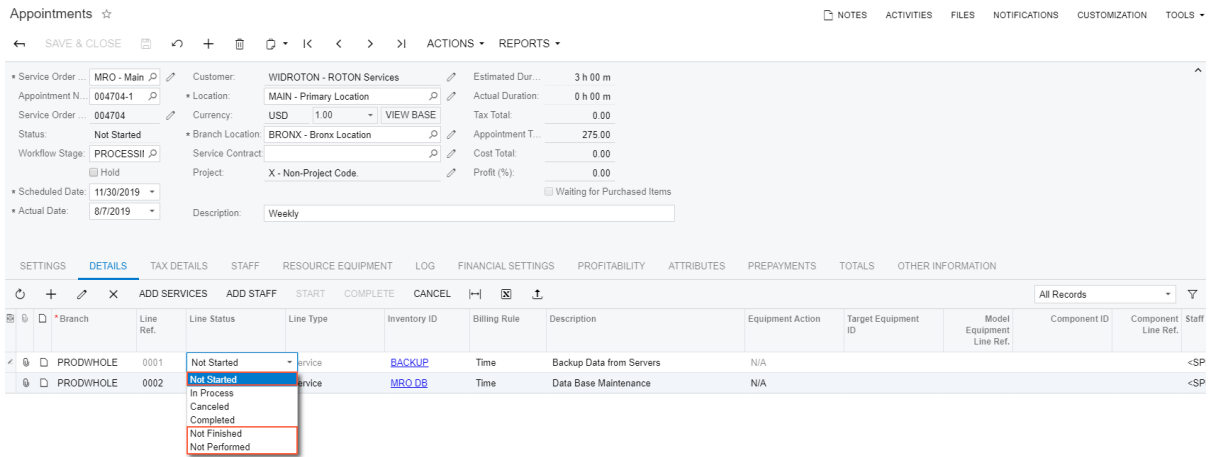 Appointments
NOTES ACTIVITIES FILES NOTIFICATIONS CUSTOMIZATION TOOLS
SAVE & CLOSE ACTIONS REPORTS
* Service Order ... MRO - Main Customer: WIDROTON - ROTON Services Estimated Dur... 3 h 00 m
Appointment N... 004704-1 * Location: MAIN - Primary Location Actual Duration: 0 h 00 m
Service Order ... 004704 Currency: USD 1.00 VIEW BASE Tax Total: 0.00
Status: Not Started * Branch Location: BRONX - Bronx Location Appointment T... 275.00
Workflow Stage: PROCESSII Service Contract: Cost Total: 0.00
Hold Project: X - Non-Project Code. Profit (%): 0.00
* Scheduled Date: 11/30/2019 Waiting for Purchased Items
* Actual Date: 8/7/2019 Description: Weekly
SETTINGS DETAILS TAX DETAILS STAFF RESOURCE EQUIPMENT LOG FINANCIAL SETTINGS PROFITABILITY ATTRIBUTES PREPAYMENTS TOTALS OTHER INFORMATION
ADD SERVICES ADD STAFF START COMPLETE CANCEL All Records
* Branch Line Ref. Line Status Line Type Inventory ID Billing Rule Description Equipment Action Target Equipment ID Model Equipment Line Ref. Component ID Component Line Ref. Staff
PRODWHOLE 0001 Not Started ervice BACKUP Time Backup Data from Servers N/A <SP
PRODWHOLE 0002 ervice MRO DB Time Data Base Maintenance N/A <SP
Not Started
In Process
Canceled
Completed
Not Finished
Not Performed